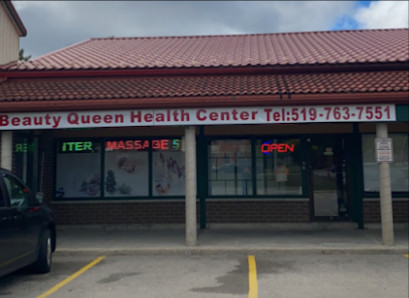 Beauty Queen Health Center Tel:519-763-7551
ITER MASSAGE S
OPEN